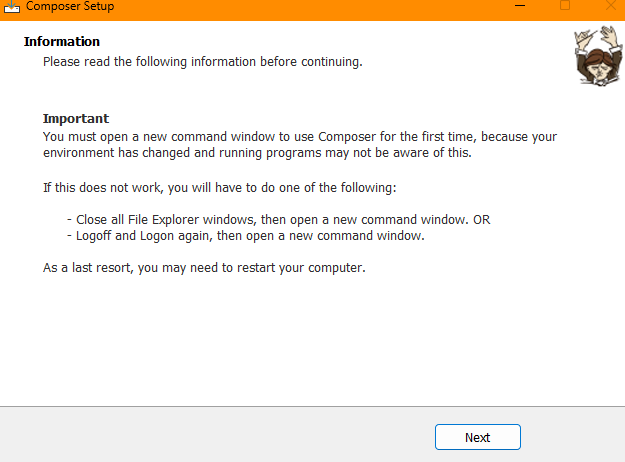 Composer Setup
Information
Please read the following information before continuing.
Important
You must open a new command window to use Composer for the first time, because your
environment has changed and running programs may not be aware of this.
If this does not work, you will have to do one of the following:
- Close all File Explorer windows, then open a new command window. OR
- Logoff and Logon again, then open a new command window.
As a last resort, you may need to restart your computer.
Next